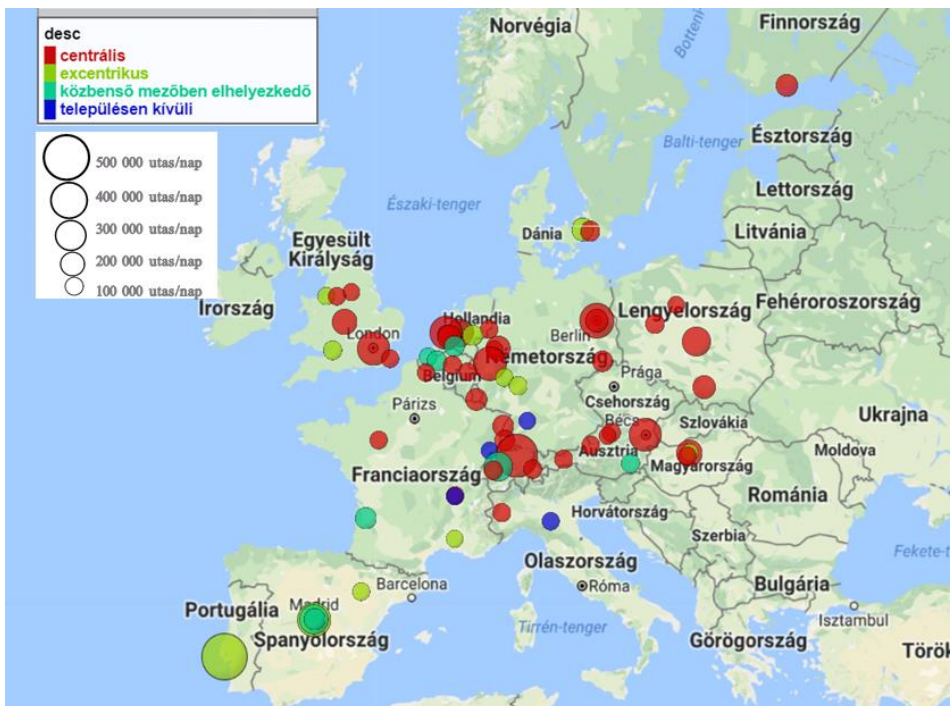 desc
centrális
excentrikus
közbenső mezőben elhelyezkedő
településen kívüli
500 000 utas/nap
400 000 utas/nap
300 000 utas/nap
200 000 utas/nap
100 000 utas/nap
Norvégia
Finnország
Botteni-
Észtország
Balti-tenger
Lettország
Északi-tenger
Dánia
Litvánia
Egyesült
Királyság
Írország
Fehéroroszország
Hollandia
Lengyelország
London
Berlin
Németország
Belgium
Prága
Csehország
Ukrajna
Párizs
Szlovákia
Bécs
Ausztria
Magyarország
Moldova
Franciaország
Románia
Horvátország
Szerbia
Olaszország
Fekete-t
Barcelona
Bulgária
Róma
Portugália
Madrid
Isztambul
Spanyolország
Tirrén-tenger
Görögország
Török